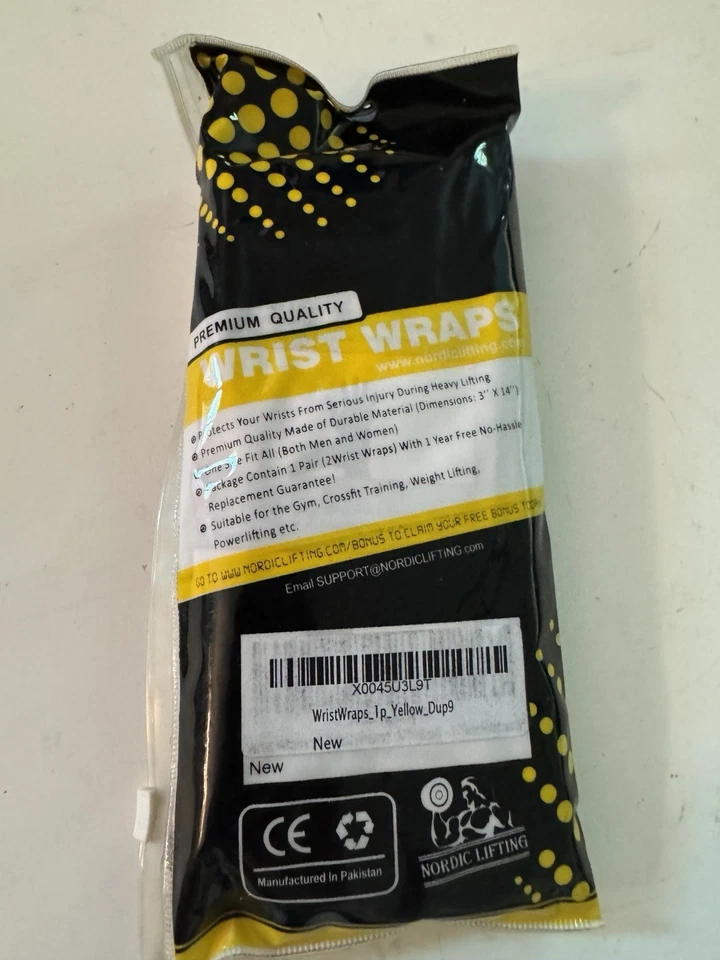 PREMIUM QUALITY
WRIST WRAPS
www.nordiclifting.com
Protects Your Wrists From Serious Injury During Heavy Lifting
Premium Quality Made of Durable Material (Dimensions: 3'' X 14'')
One Size Fit All (Both Men and Women)
Package Contain 1 Pair (2Wrist Wraps) With 1 Year Free No-Hassle
Replacement Guarantee!
Suitable for the Gym, Crossfit Training, Weight Lifting,
Powerlifting etc.
GO TO WWW.NORDICLIFTING.COM/BONUS TO CLAIM YOUR FREE BONUS TODAY
Email SUPPORT@NORDICLIFTING.com
X0045U3L9T
WristWraps_1p_Yellow_Dup9
New
New
CE
Manufactured In Pakistan
NORDIC LIFTING